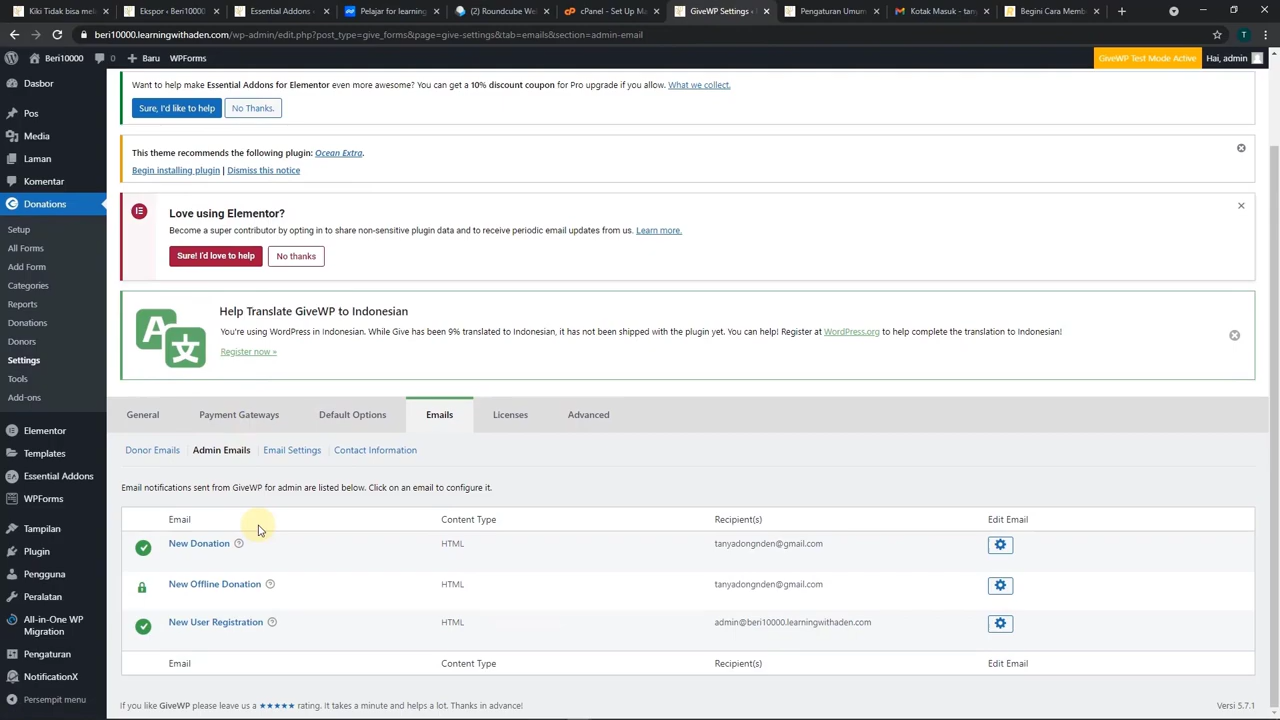 Kiki Tidak bisa mele
Ekspor ‹ Beri10000
Essential Addons ‹
Pelajar for learning
(2) Roundcube Web
cPanel - Set Up Ma
GiveWP Settings ‹
Pengaturan Umum
Kotak Masuk - tang
Begini Cara Memb
beri10000.learningwithaden.com/wp-admin/edit.php?post_type=give_forms&page=give-settings&tab=emails&section=admin-email
T
Beri10000
0
Baru
WPForms
GiveWP Test Mode Active
Hai, admin
Dasbor
Pos
Media
Laman
Komentar
Donations
Setup
All Forms
Add Form
Categories
Reports
Donations
Donors
Settings
Tools
Add-ons
Elementor
Templates
Essential Addons
WPForms
Tampilan
Plugin
Pengguna
Peralatan
All-in-One WP
Migration
Pengaturan
NotificationX
Persempit menu
Want to help make Essential Addons for Elementor even more awesome? You can get a 10% discount coupon for Pro upgrade if you allow. What we collect.
Sure, I'd like to help
No Thanks.
This theme recommends the following plugin: Ocean Extra.
Begin installing plugin | Dismiss this notice
Love using Elementor?
Become a super contributor by opting in to share non-sensitive plugin data and to receive periodic email updates from us. Learn more.
Sure! I'd love to help
No thanks
Help Translate GiveWP to Indonesian
You're using WordPress in Indonesian. While Give has been 9% translated to Indonesian, it has not been shipped with the plugin yet. You can help! Register at WordPress.org to help complete the translation to Indonesian!
Register now »
General
Payment Gateways
Default Options
Emails
Licenses
Advanced
Donor Emails
Admin Emails
Email Settings
Contact Information
Email notifications sent from GiveWP for admin are listed below. Click on an email to configure it.
Email
Content Type
Recipient(s)
Edit Email
New Donation
HTML
tanyadongnden@gmail.com
New Offline Donation
HTML
tanyadongnden@gmail.com
New User Registration
HTML
admin@beri10000.learningwithaden.com
Email
Content Type
Recipient(s)
Edit Email
If you like GiveWP please leave us a ★★★★★ rating. It takes a minute and helps a lot. Thanks in advance!
Versi 5.7.1